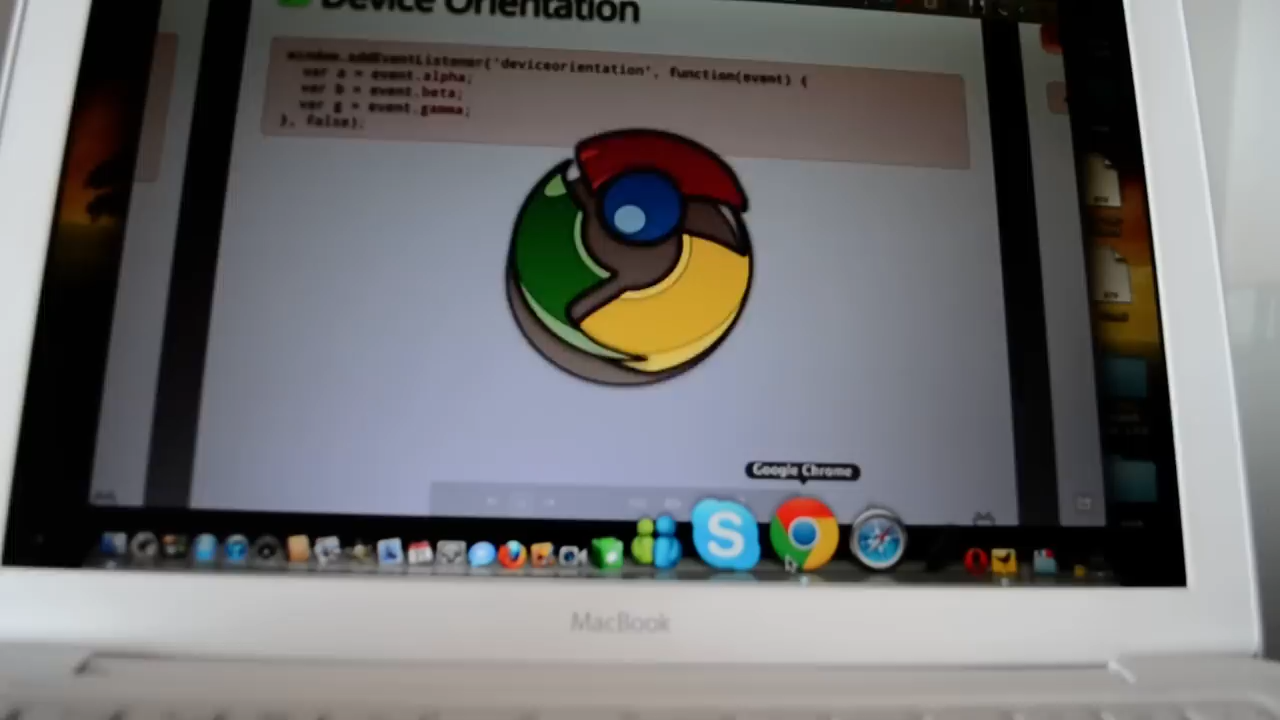 Device Orientation
window.addEventListener('deviceorientation', function(event) {
var a = event.alpha;
var b = event.beta;
var g = event.gamma;
}, false);
Google Chrome
S
MacBook